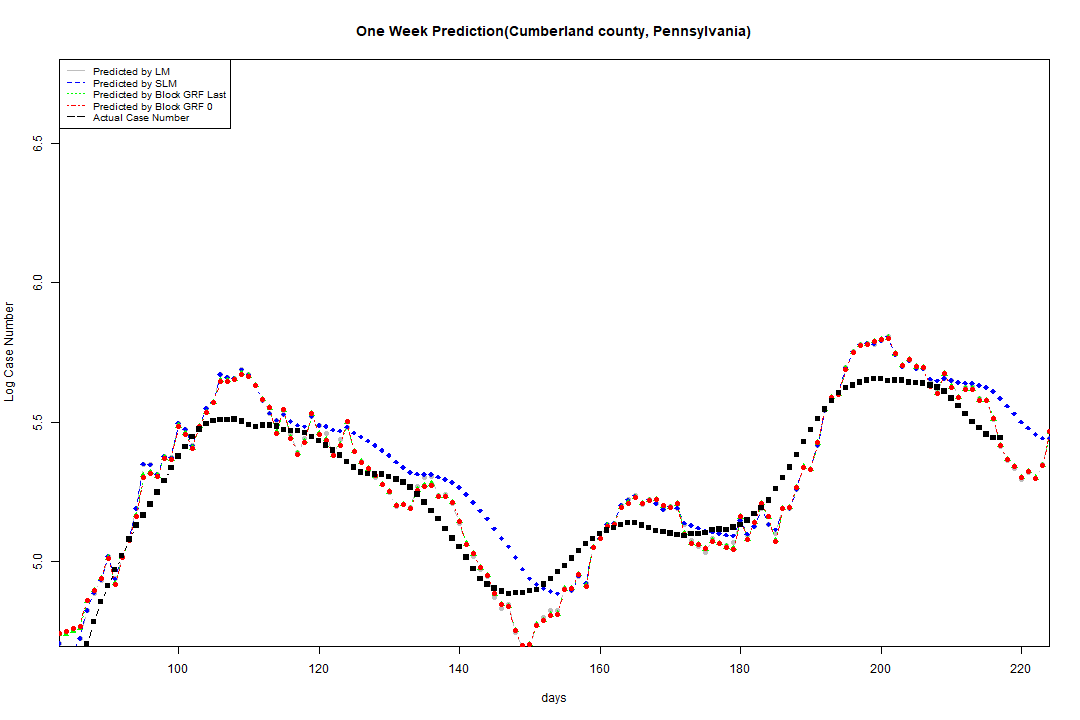 One Week Prediction(Cumberland county, Pennsylvania)
Predicted by LM
Predicted by SLM
Predicted by Block GRF Last
Predicted by Block GRF 0
Actual Case Number
6.5
6.0
5.5
5.0
Log Case Number
100 120 140 160 180 200 220
days